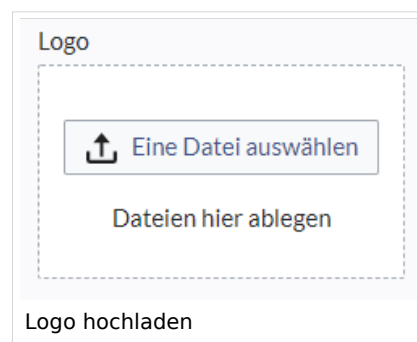 Logo
Eine Datei auswählen
Dateien hier ablegen
Logo hochladen